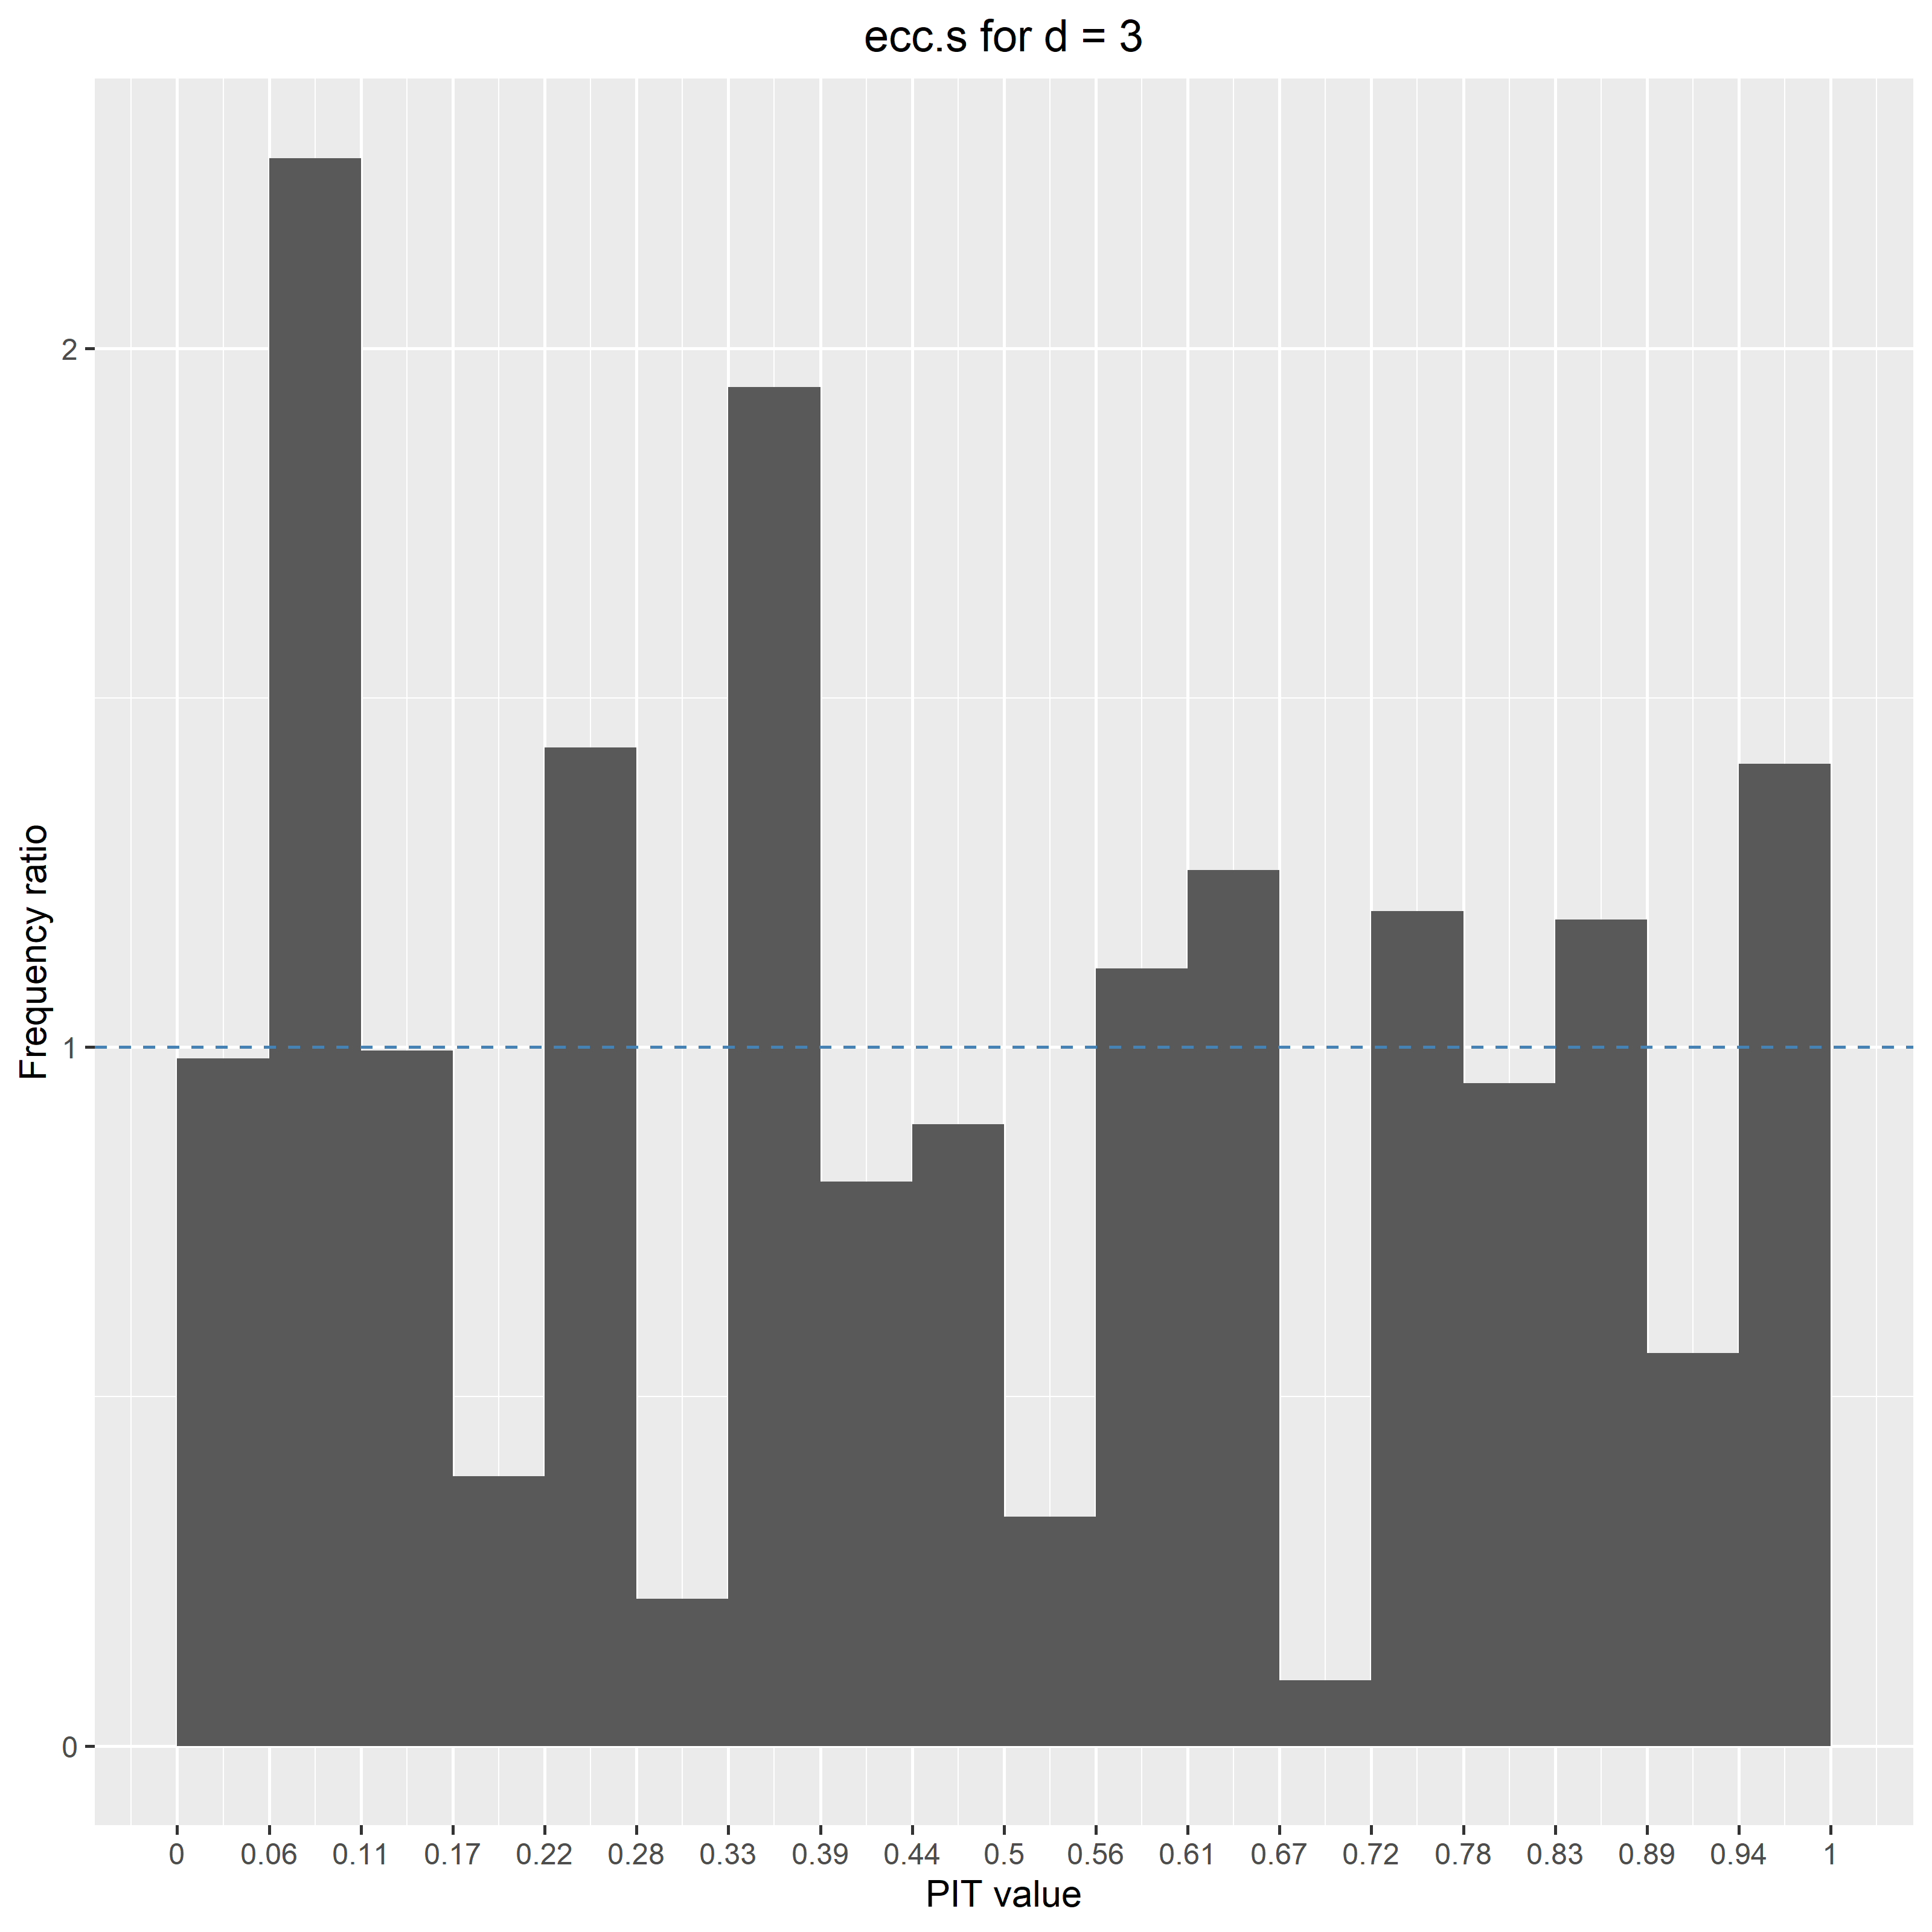 ecc.s for d = 3
Frequency ratio
2
1
0
0 0.06 0.11 0.17 0.22 0.28 0.33 0.39 0.44 0.5 0.56 0.61 0.67 0.72 0.78 0.83 0.89 0.94 1
PIT value